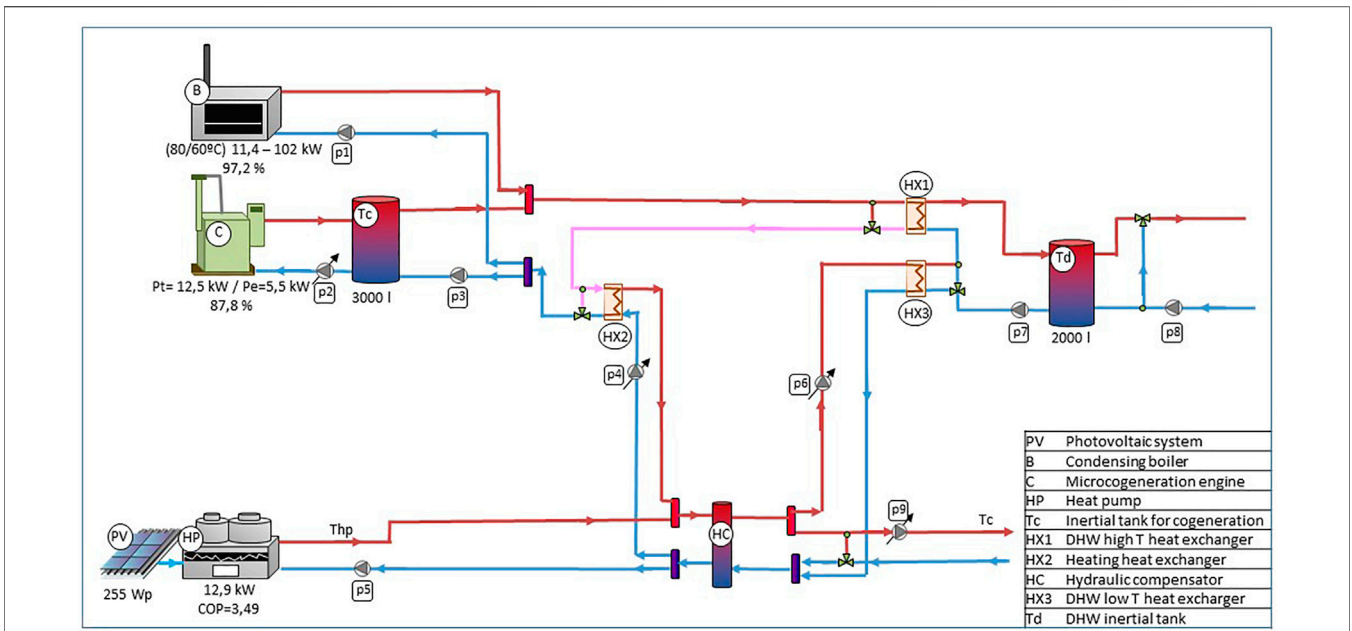 B
(80/60ºC) 11,4 – 102 kW
97,2 %
p1
C
Tc
Pt= 12,5 kW / Pe=5,5 kW
87,8 %
p2
3000 l
p3
HX1
HX2
HX3
Td
p7
2000 l
p8
p4
p6
PV
HP
Thp
255 Wp
12,9 kW
COP=3,49
p5
HC
p9
Tc
PV Photovoltaic system
B Condensing boiler
C Microcogeneration engine
HP Heat pump
Tc Inertial tank for cogeneration
HX1 DHW high T heat exchanger
HX2 Heating heat exchanger
HC Hydraulic compensator
HX3 DHW low T heat excharger
Td DHW inertial tank